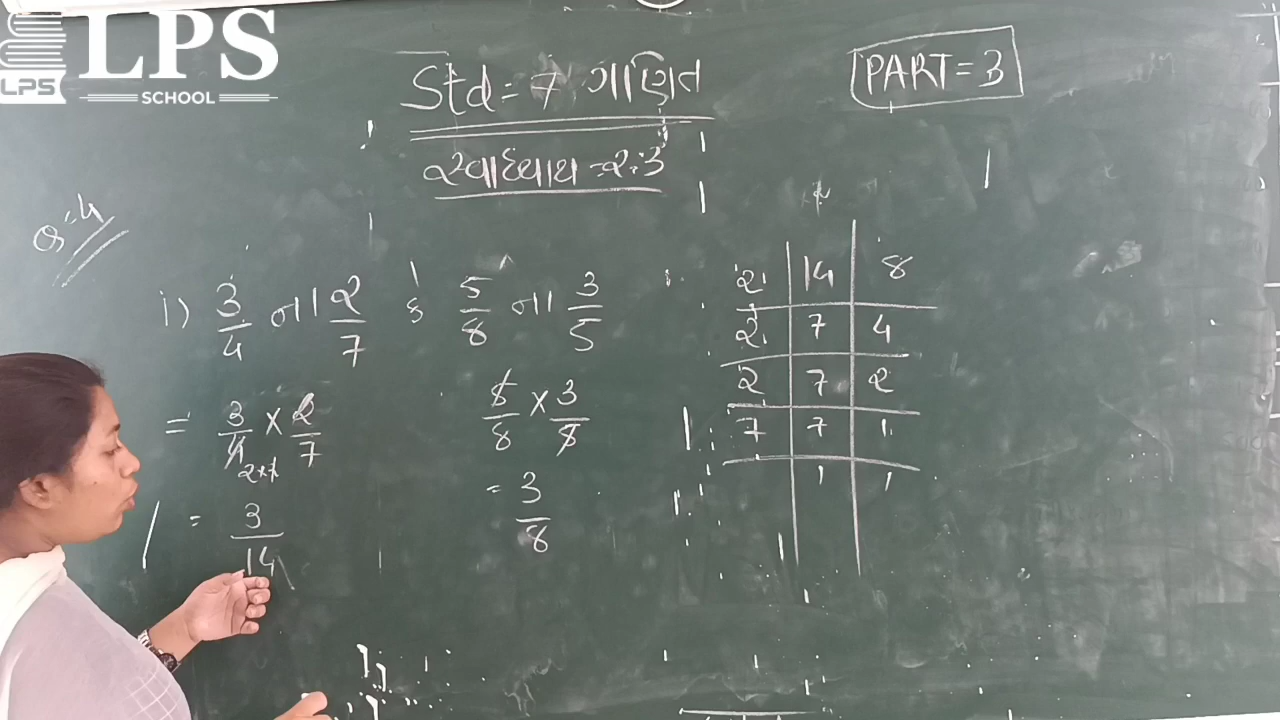 LPS
LPS
SCHOOL
Std = 7 ગાણિત
PART = 3
સ્વાધ્યાય = ૨.૩
Q = 4
i) 3/4 ના 2/7 કે 5/8 ના 3/5
= 3/4 × 2/7
5/8 × 3/5
= 3/14
= 3/8
2 | 14 | 8
2 | 7 | 4
2 | 7 | 2
7 | 7 | 1
1 | 1